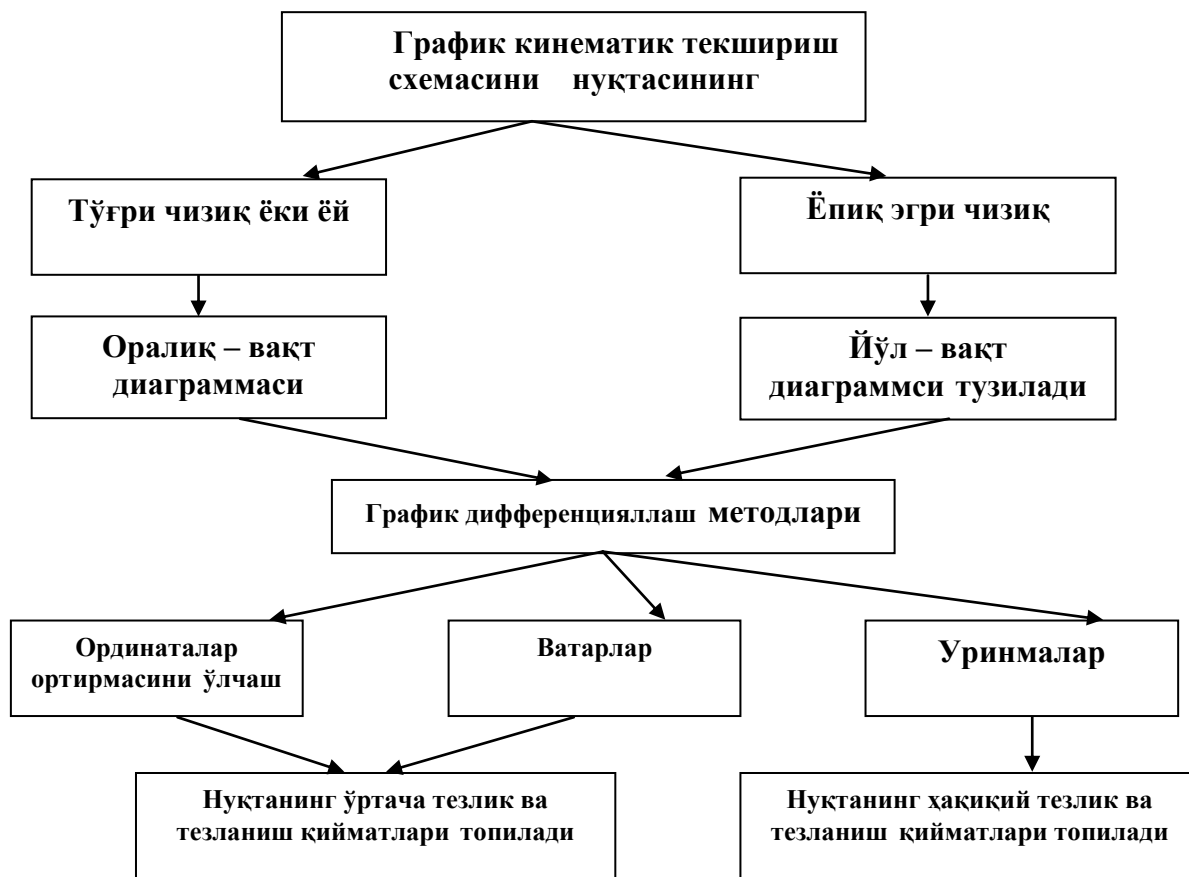 График кинематик текшириш
схемасини нуқтасининг
Тўғри чизиқ ёки ёй
Ёпиқ эгри чизиқ
Оралиқ – вақт
диаграммаси
Йўл – вақт
диаграммси тузилади
График дифференцияллаш методлари
Ординаталар
ортирмасини ўлчаш
Ватарлар
Уринмалар
Нуқтанинг ўртача тезлик ва
тезланиш қийматлари топилади
Нуқтанинг ҳақиқий тезлик ва
тезланиш қийматлари топилади